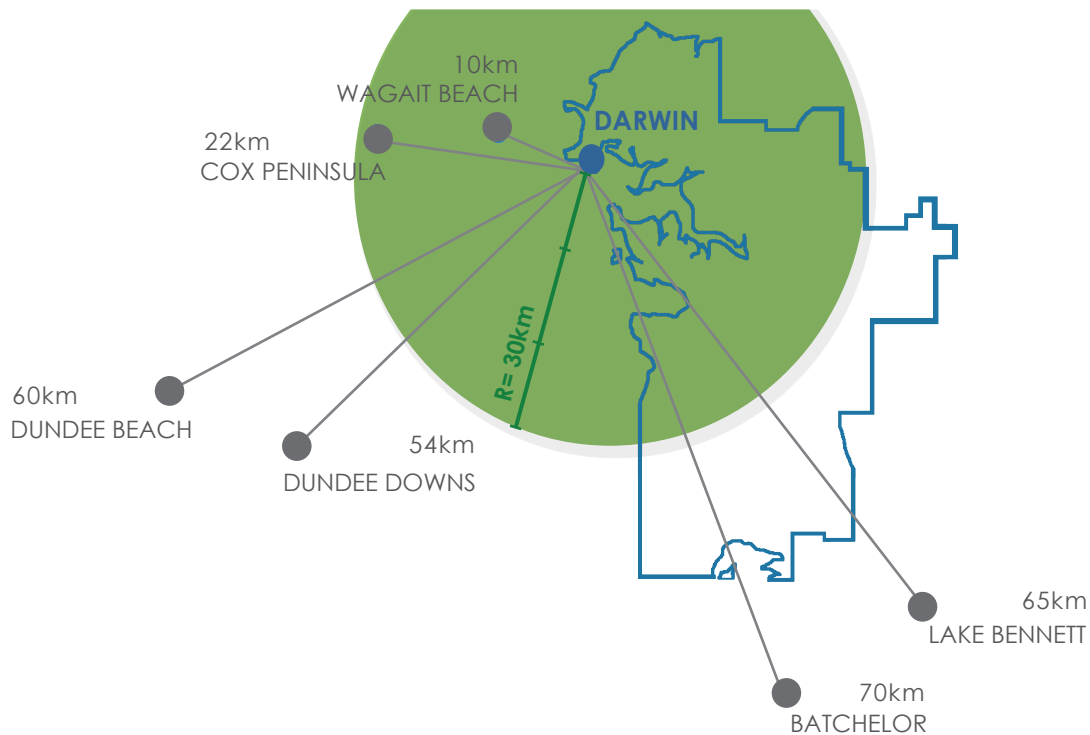 10km
WAGAIT BEACH
DARWIN
22km
COX PENINSULA
R= 30km
60km
DUNDEE BEACH
54km
DUNDEE DOWNS
65km
LAKE BENNETT
70km
BATCHELOR